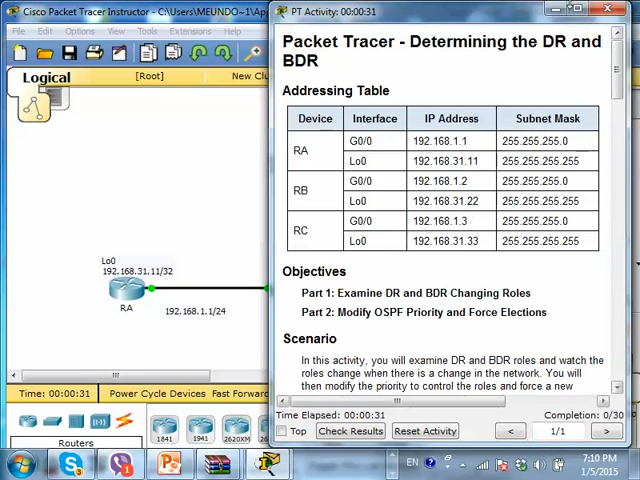 Cisco Packet Tracer Instructor - C:\Users\MEUNDO~1\App
File Edit Options View Tools Extensions Help
Logical [Root] New Clu
Lo0
192.168.31.11/32
RA
192.168.1.1/24
Time: 00:00:31 Power Cycle Devices Fast Forward
Routers
1841 1941 2620XM
PT Activity: 00:00:31
Packet Tracer - Determining the DR and
BDR
Addressing Table
Device Interface IP Address Subnet Mask
RA G0/0 192.168.1.1 255.255.255.0
Lo0 192.168.31.11 255.255.255.255
RB G0/0 192.168.1.2 255.255.255.0
Lo0 192.168.31.22 255.255.255.255
RC G0/0 192.168.1.3 255.255.255.0
Lo0 192.168.31.33 255.255.255.255
Objectives
Part 1: Examine DR and BDR Changing Roles
Part 2: Modify OSPF Priority and Force Elections
Scenario
In this activity, you will examine DR and BDR roles and watch the
roles change when there is a change in the network. You will
then modify the priority to control the roles and force a new
Time Elapsed: 00:00:31 Completion: 0/30
Top Check Results Reset Activity < 1/1 >
EN 7:10 PM
1/5/2015